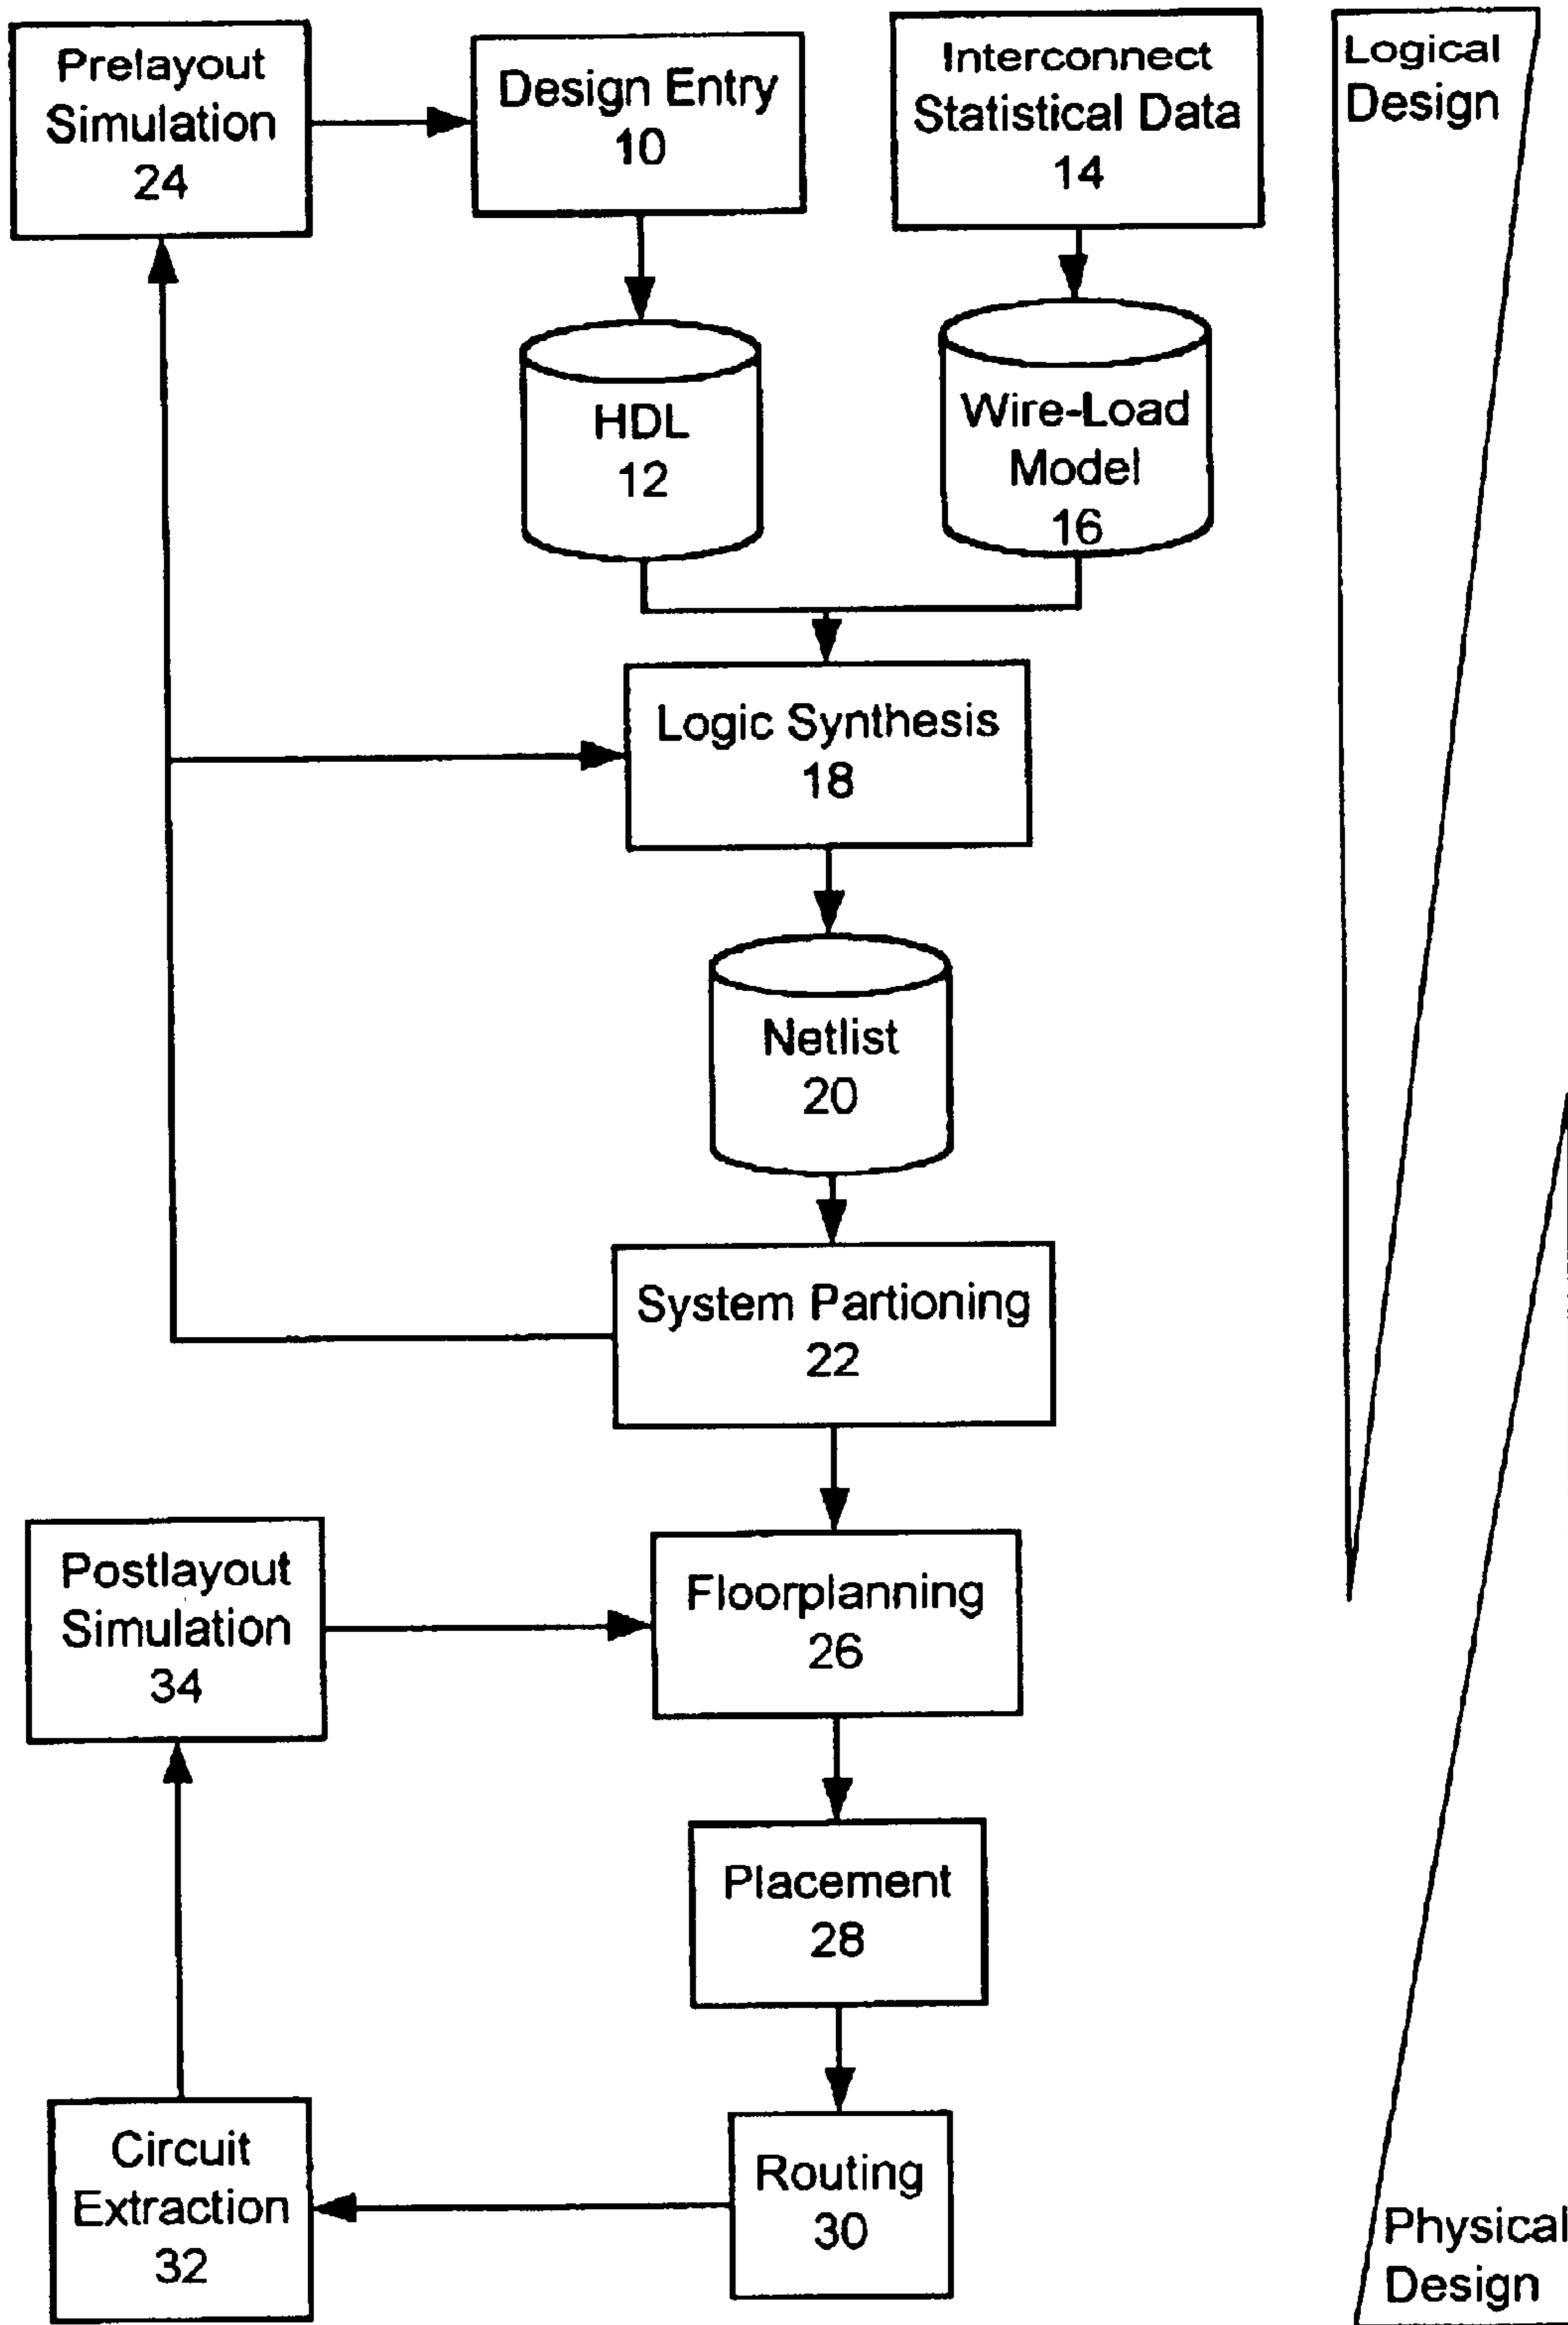 Prelayout
Simulation
24
Design Entry
10
Interconnect
Statistical Data
14
Logical
Design
HDL
12
Wire-Load
Model
16
Logic Synthesis
18
Netlist
20
System Partioning
22
Postlayout
Simulation
34
Floorplanning
26
Placement
28
Circuit
Extraction
32
Routing
30
Physical
Design